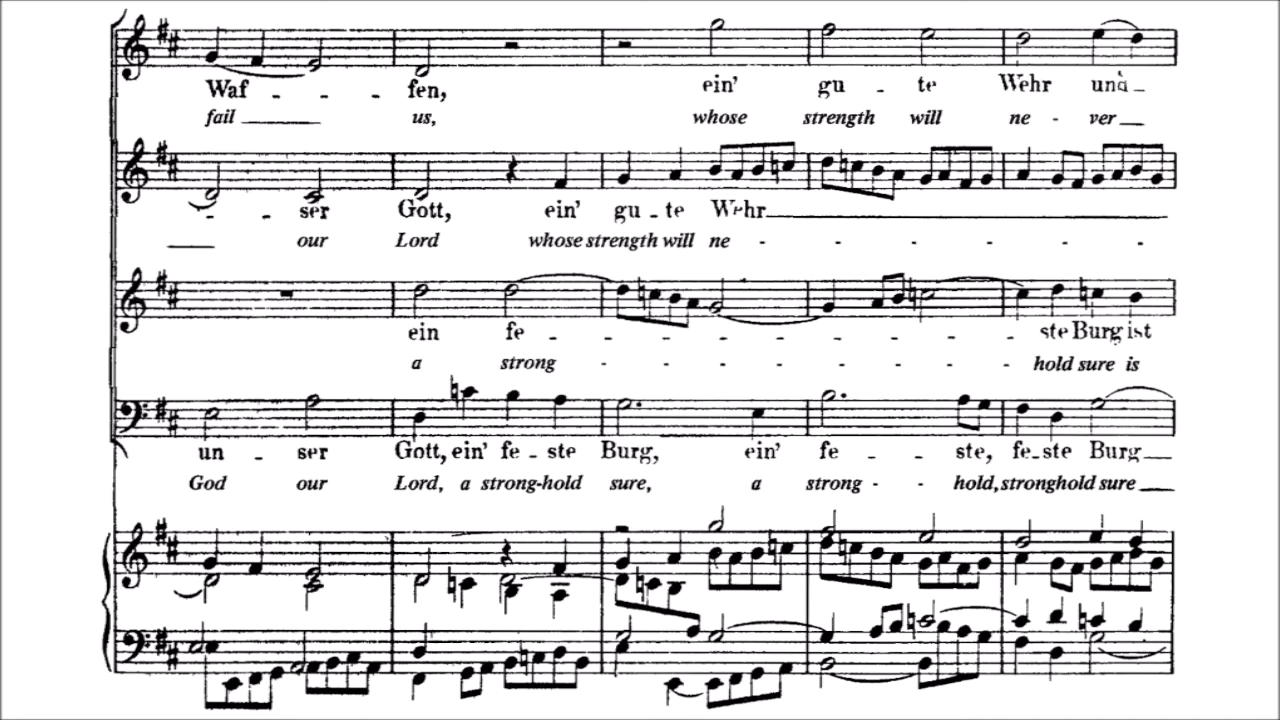 Waf - - - fen, ein' gu - te Wehr und
fail us, whose strength will ne - ver
- - ser Gott, ein' gu - te Wehr
our Lord whose strength will ne - - - - - - -
ein fe - - - - - - - ste Burg ist
a strong - - - - - - - hold sure is
un - ser Gott, ein' fe - ste Burg, ein' fe - - ste, fe - ste Burg
God our Lord, a strong-hold sure, a strong - - hold, stronghold sure